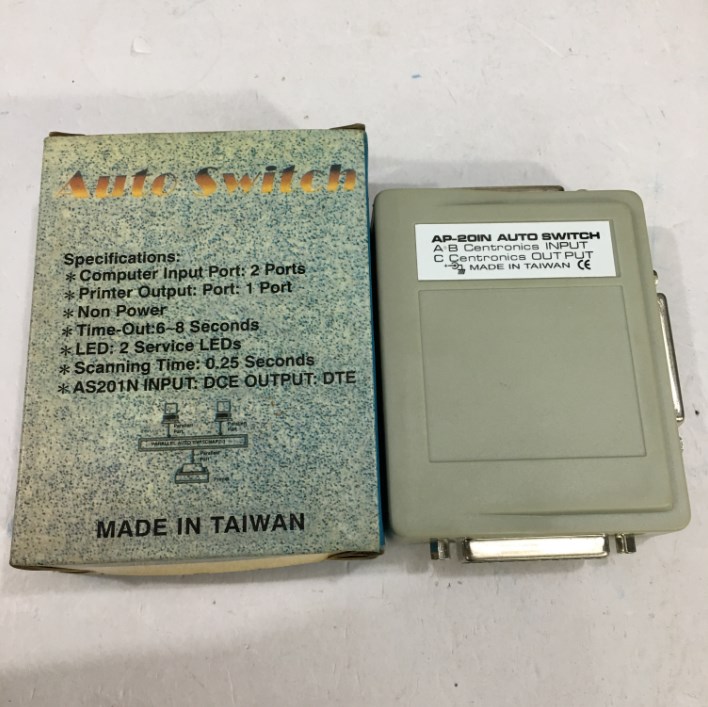 Auto Switch
Specifications:
* Computer Input Port: 2 Ports
* Printer Output: Port: 1 Port
* Non Power
* Time-Out:6~8 Seconds
* LED: 2 Service LEDs
* Scanning Time: 0.25 Seconds
* AS201N INPUT: DCE OUTPUT: DTE
MADE IN TAIWAN
AP-201N AUTO SWITCH
A B Centronics INPUT
C Centronics OUTPUT
MADE IN TAIWAN CE